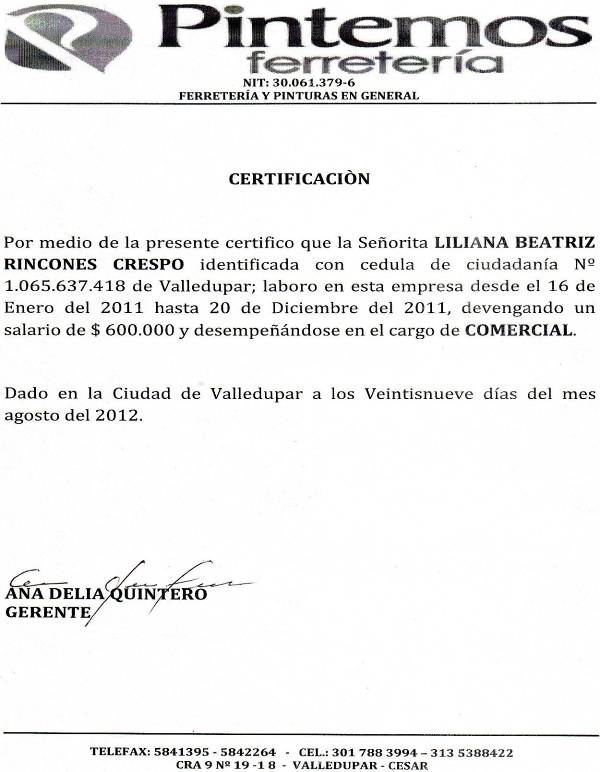 Pintemos
ferretería
NIT: 30.061.379-6
FERRETERÍA Y PINTURAS EN GENERAL
CERTIFICACIÒN
Por medio de la presente certifico que la Señorita LILIANA BEATRIZ
RINCONES CRESPO identificada con cedula de ciudadanía Nº
1.065.637.418 de Valledupar; laboro en esta empresa desde el 16 de
Enero del 2011 hasta 20 de Diciembre del 2011, devengando un
salario de $ 600.000 y desempeñándose en el cargo de COMERCIAL.
Dado en la Ciudad de Valledupar a los Veintisnueve días del mes
agosto del 2012.
ANA DELIA QUINTERO
GERENTE
TELEFAX: 5841395 - 5842264 - CEL.: 301 788 3994 – 313 5388422
CRA 9 Nº 19 -1 8 - VALLEDUPAR - CESAR